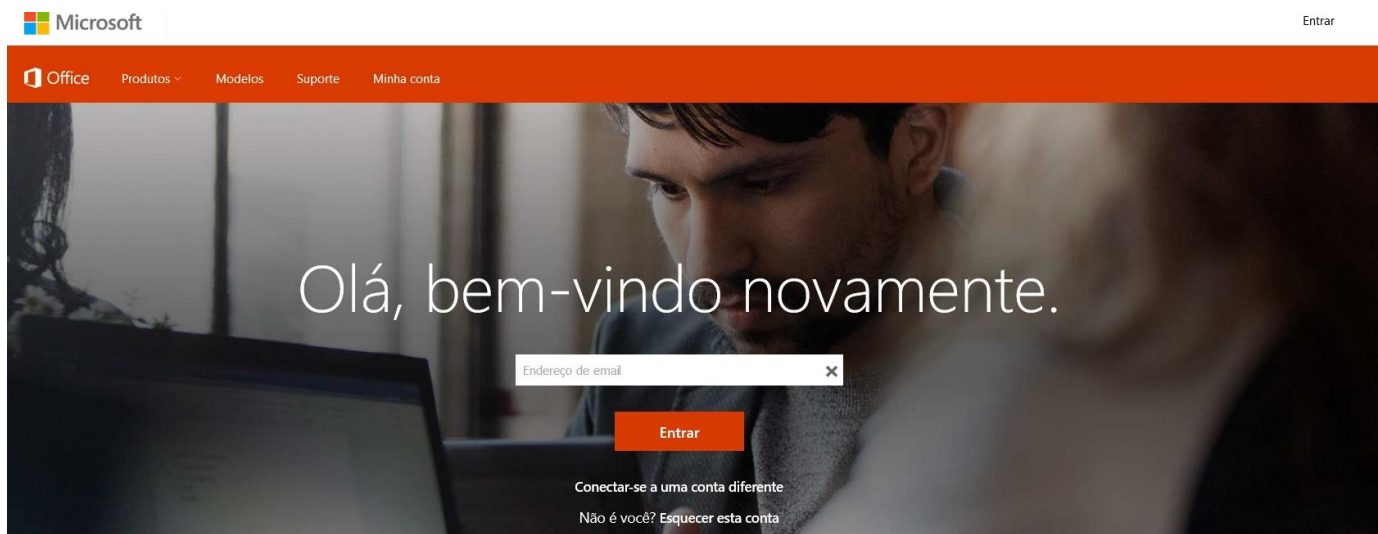 Microsoft
Entrar
Office Produtos Modelos Suporte Minha conta
Olá, bem-vindo novamente.
Endereço de email
Entrar
Conectar-se a uma conta diferente
Não é você? Esquecer esta conta